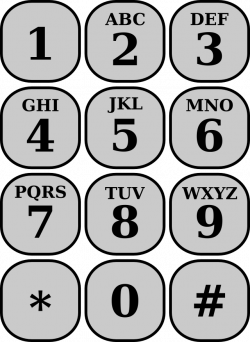 ABC DEF
1 2 3
GHI JKL MNO
4 5 6
PQRS TUV WXYZ
7 8 9
* 0 #